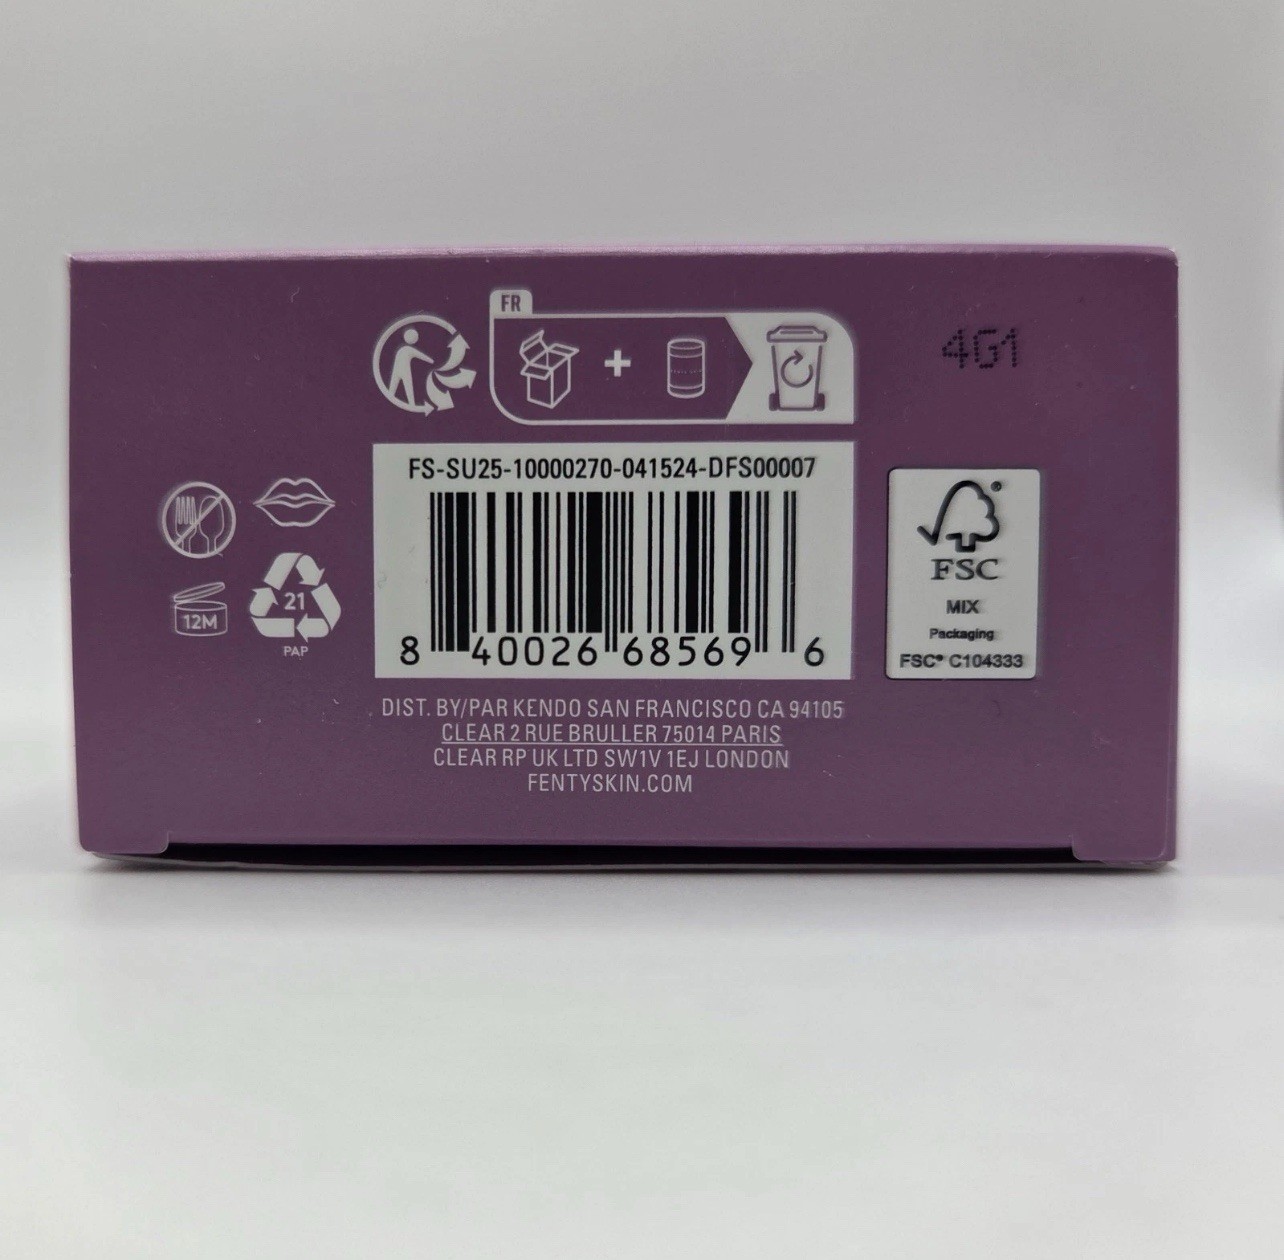 FR
4G1
FS-SU25-10000270-041524-DFS00007
8 40026 68569 6
12M
21
PAP
FSC
MIX
Packaging
FSC® C104333
DIST. BY/PAR KENDO SAN FRANCISCO CA 94105
CLEAR 2 RUE BRULLER 75014 PARIS
CLEAR RP UK LTD SW1V 1EJ LONDON
FENTYSKIN.COM